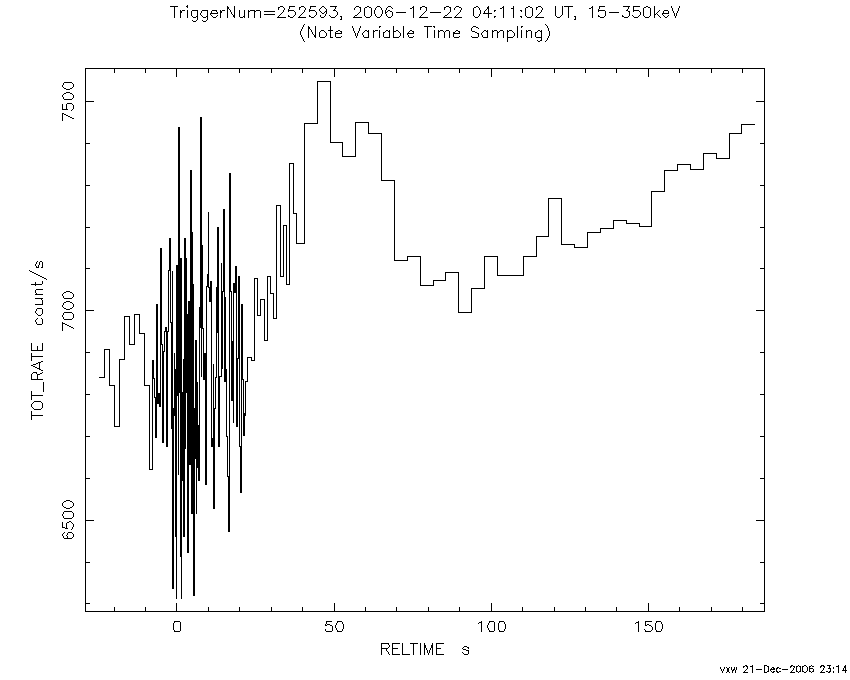 TriggerNum=252593, 2006-12-22 04:11:02 UT, 15-350keV
(Note Variable Time Sampling)
TOT_RATE count/s
7500
7000
6500
0 50 100 150
RELTIME s
vxw 21-Dec-2006 23:14